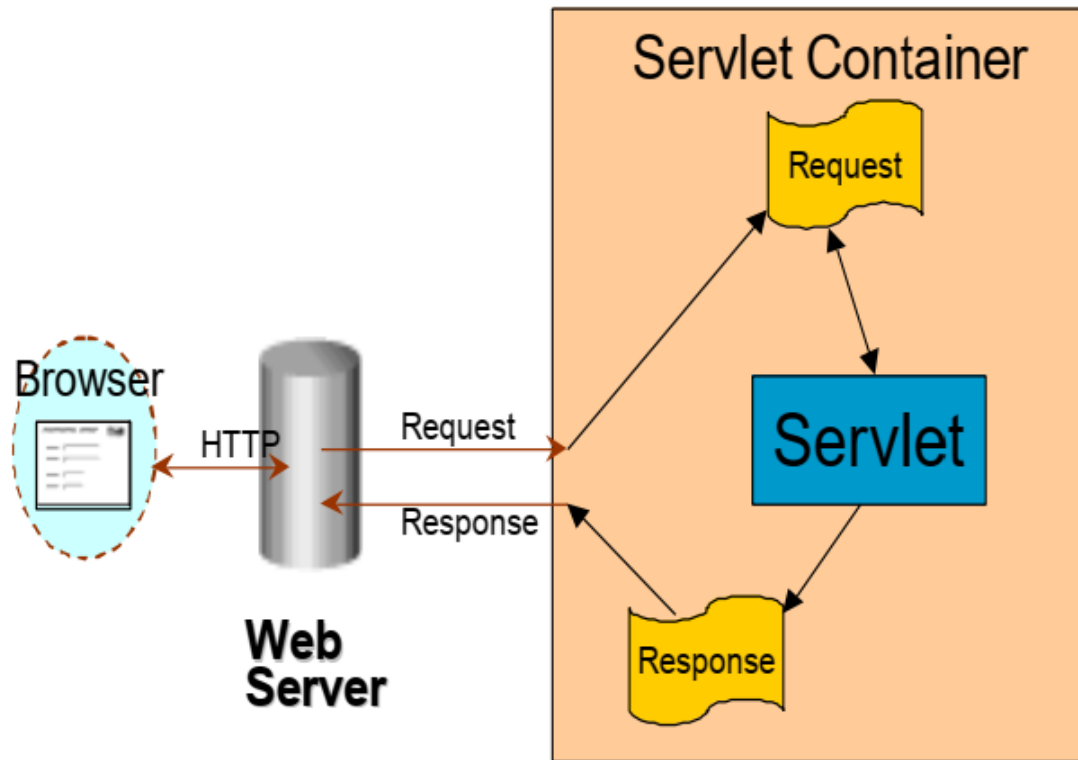 Servlet Container
Request
Browser
HTTP
Request
Servlet
Response
Web
Server
Response